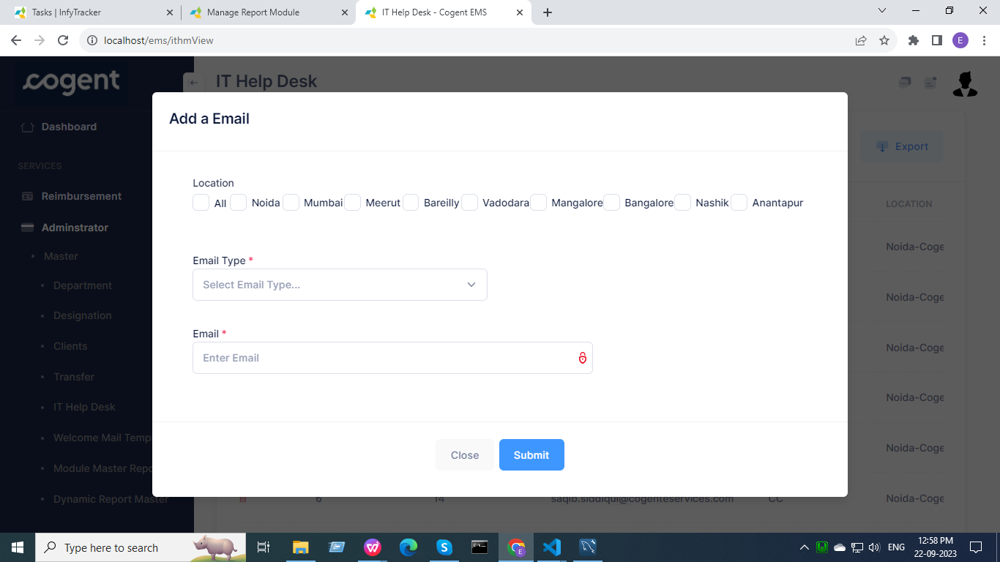 Tasks | InfyTracker
Manage Report Module
IT Help Desk - Cogent EMS
localhost/ems/ithmView
E
cogent
IT Help Desk
Add a Email
Dashboard
Export
SERVICES
Location
All Noida Mumbai Meerut Bareilly Vadodara Mangalore Bangalore Nashik Anantapur
Reimbursement
LOCATION
Adminstrator
Noida-Coge
Master
Email Type *
Select Email Type...
Department
Noida-Coge
Designation
Email *
Clients
Noida-Coge
Enter Email
Transfer
Noida-Coge
IT Help Desk
Welcome Mail Temp
Noida-Coge
Close
Submit
Module Master Repo
Dynamic Report Master
6 14 saqib.siddiqui@cogenteservices.com CC Noida-Coge
Type here to search
ENG
12:58 PM
22-09-2023